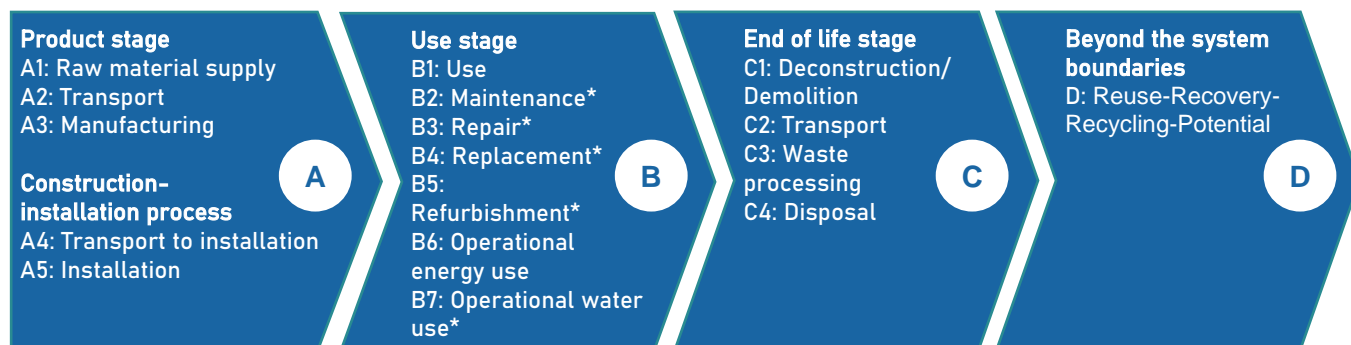 Product stage
A1: Raw material supply
A2: Transport
A3: Manufacturing
Construction-
installation process
A4: Transport to installation
A5: Installation
A
Use stage
B1: Use
B2: Maintenance*
B3: Repair*
B4: Replacement*
B5:
Refurbishment*
B6: Operational
energy use
B7: Operational water
use*
B
End of life stage
C1: Deconstruction/
Demolition
C2: Transport
C3: Waste
processing
C4: Disposal
C
Beyond the system
boundaries
D: Reuse-Recovery-
Recycling-Potential
D